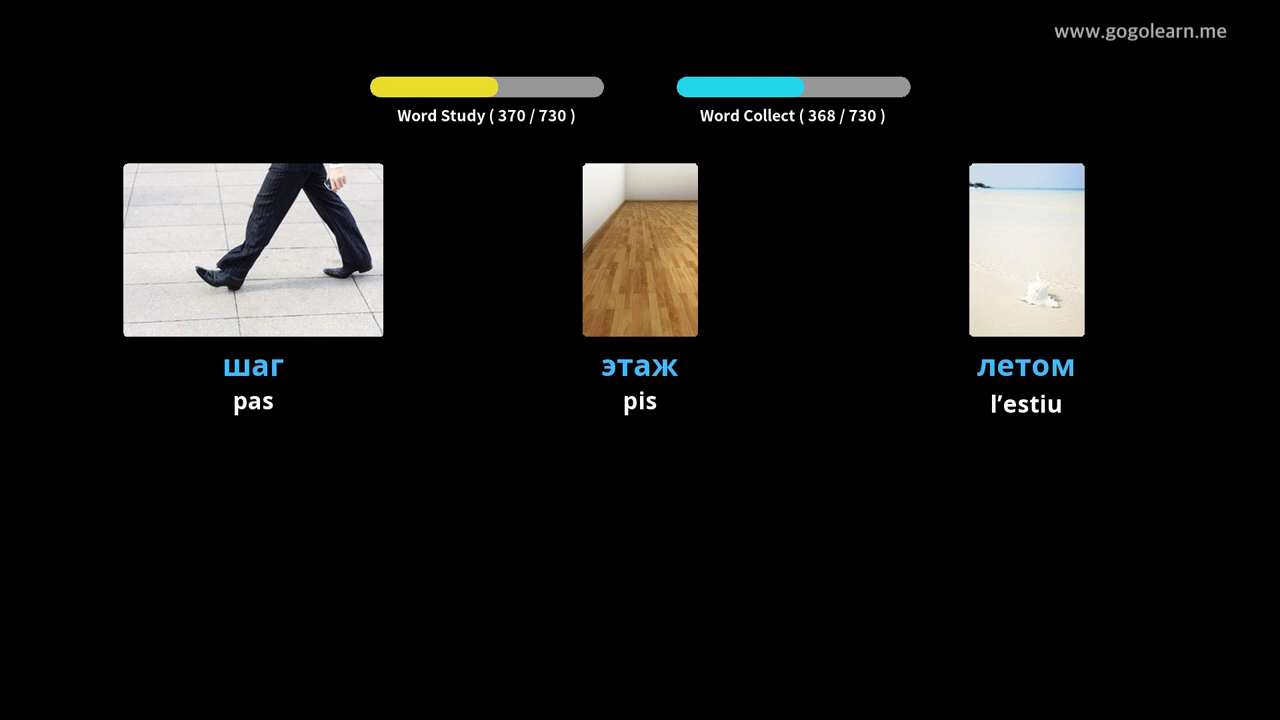 www.gogolearn.me
Word Study ( 370 / 730 )
Word Collect ( 368 / 730 )
шаг
pas
этаж
pis
летом
l’estiu